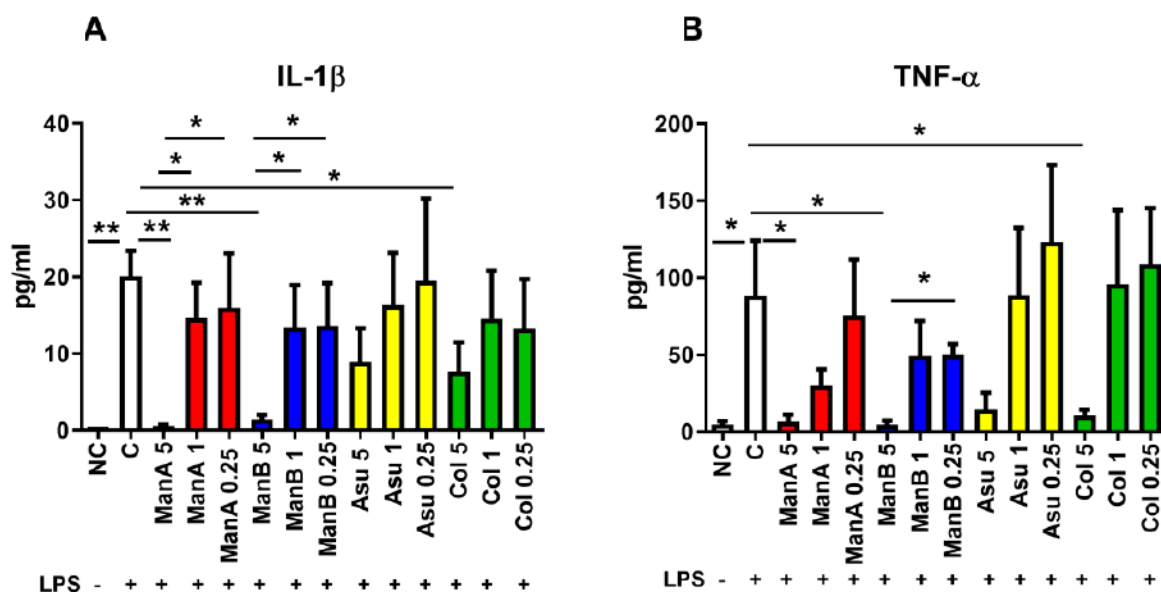 A
IL-1β
pg/ml
40
30
20
10
0
* *
* *
*
**
** **
NC
C
ManA 5
ManA 1
ManA 0.25
ManB 5
ManB 1
ManB 0.25
Asu 5
Asu 1
Asu 0.25
Col 5
Col 1
Col 0.25
LPS - + + + + + + + + + + + + +
B
TNF-α
pg/ml
200
150
100
50
0
*
*
* *
*
NC
C
ManA 5
ManA 1
ManA 0.25
ManB 5
ManB 1
ManB 0.25
Asu 5
Asu 1
Asu 0.25
Col 5
Col 1
Col 0.25
LPS - + + + + + + + + + + + + +